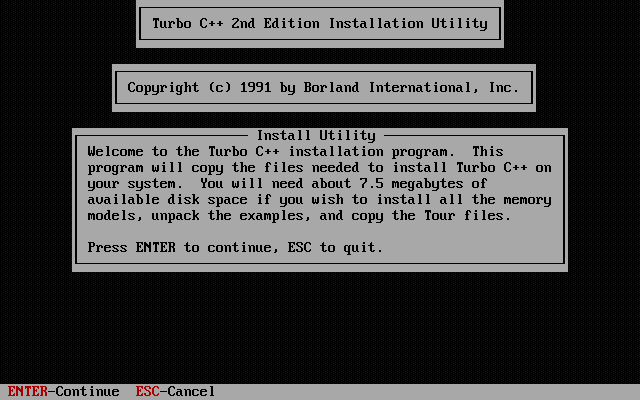 Turbo C++ 2nd Edition Installation Utility
Copyright (c) 1991 by Borland International, Inc.
Install Utility
Welcome to the Turbo C++ installation program.  This
program will copy the files needed to install Turbo C++ on
your system.  You will need about 7.5 megabytes of
available disk space if you wish to install all the memory
models, unpack the examples, and copy the Tour files.
Press ENTER to continue, ESC to quit.
ENTER-Continue  ESC-Cancel